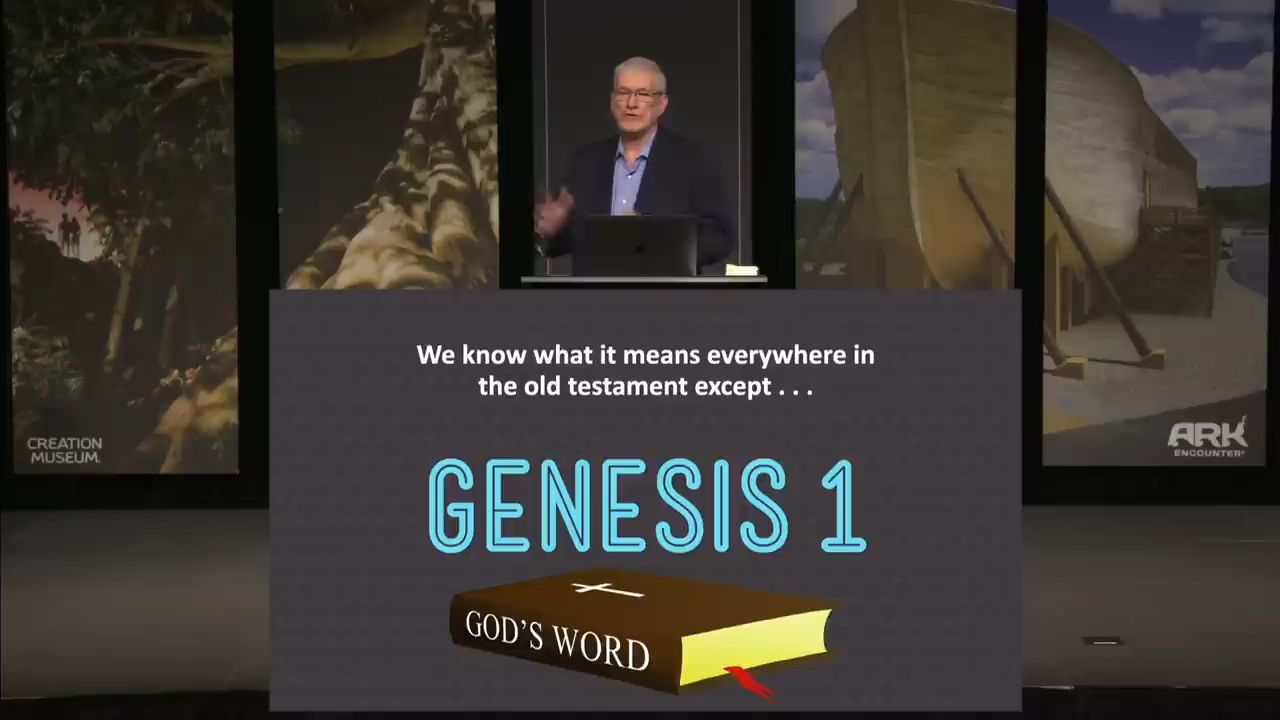 We know what it means everywhere in
the old testament except . . .
GENESIS 1
GOD'S WORD
CREATION
MUSEUM
ARK
ENCOUNTER